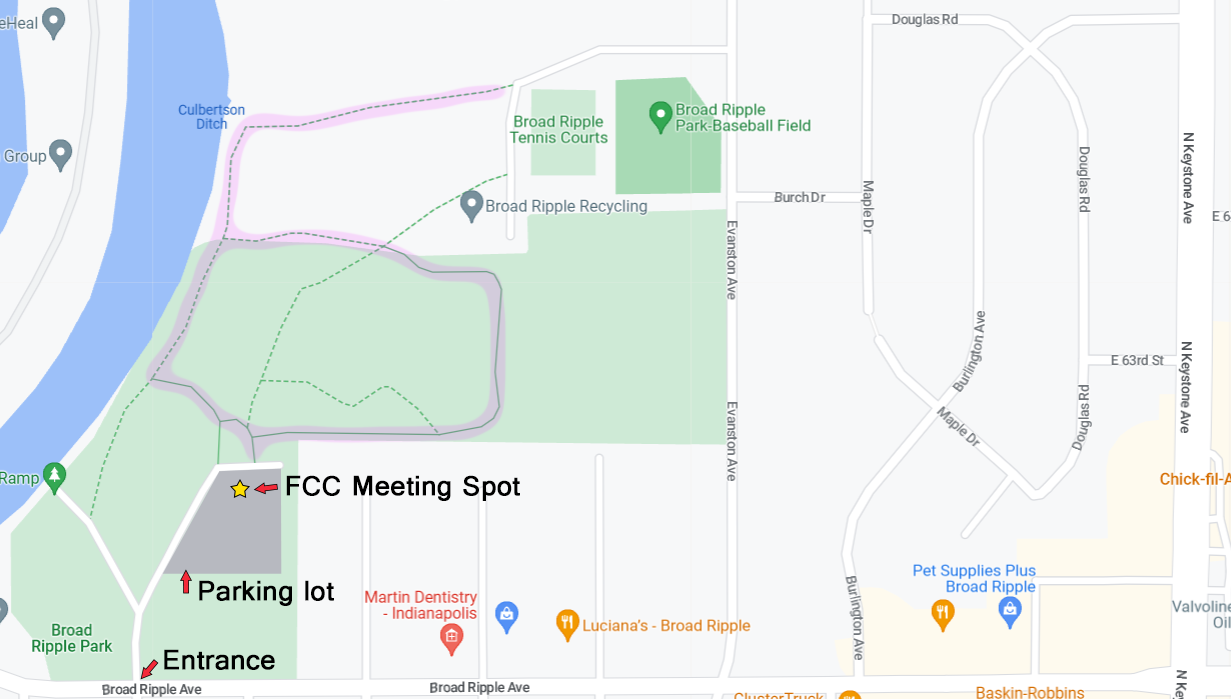 Douglas Rd
eHeal
Culbertson
Ditch
Broad Ripple
Park-Baseball Field
Broad Ripple
Tennis Courts
Group
Douglas Rd
N Keystone Ave
Maple Dr
Burch Dr
Broad Ripple Recycling
E 6
Evanston Ave
Burlington Ave
E 63rd St
N Keystone Ave
Evanston Ave
Maple Dr
Douglas Rd
Ramp
FCC Meeting Spot
Chick-fil-A
Parking lot
Pet Supplies Plus
Broad Ripple
Martin Dentistry
- Indianapolis
Burlington Ave
Valvoline
Oil
Luciana's - Broad Ripple
Broad
Ripple Park
Entrance
Broad Ripple Ave
Broad Ripple Ave
ClusterTruck
Baskin-Robbins
N Ke